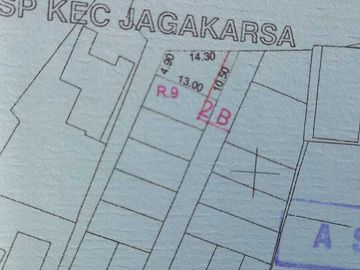 SP KEC JAGAKARSA
14.30
4.90
13.00
10.50
R.9
2 B
A S